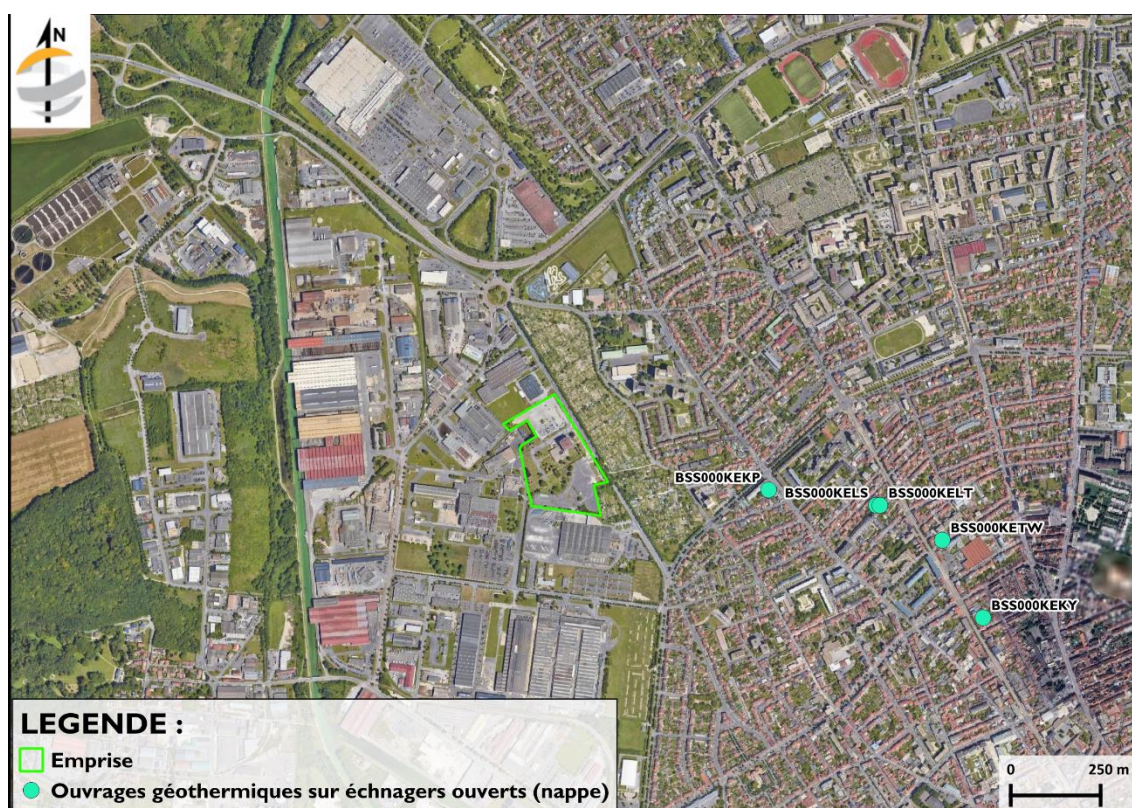 N
BSS000KEKP
BSS000KELS
BSS000KELT
BSS000KETW
BSS000KEKY
LEGENDE :
Emprise
Ouvrages géothermiques sur échnagers ouverts (nappe)
0 250 m